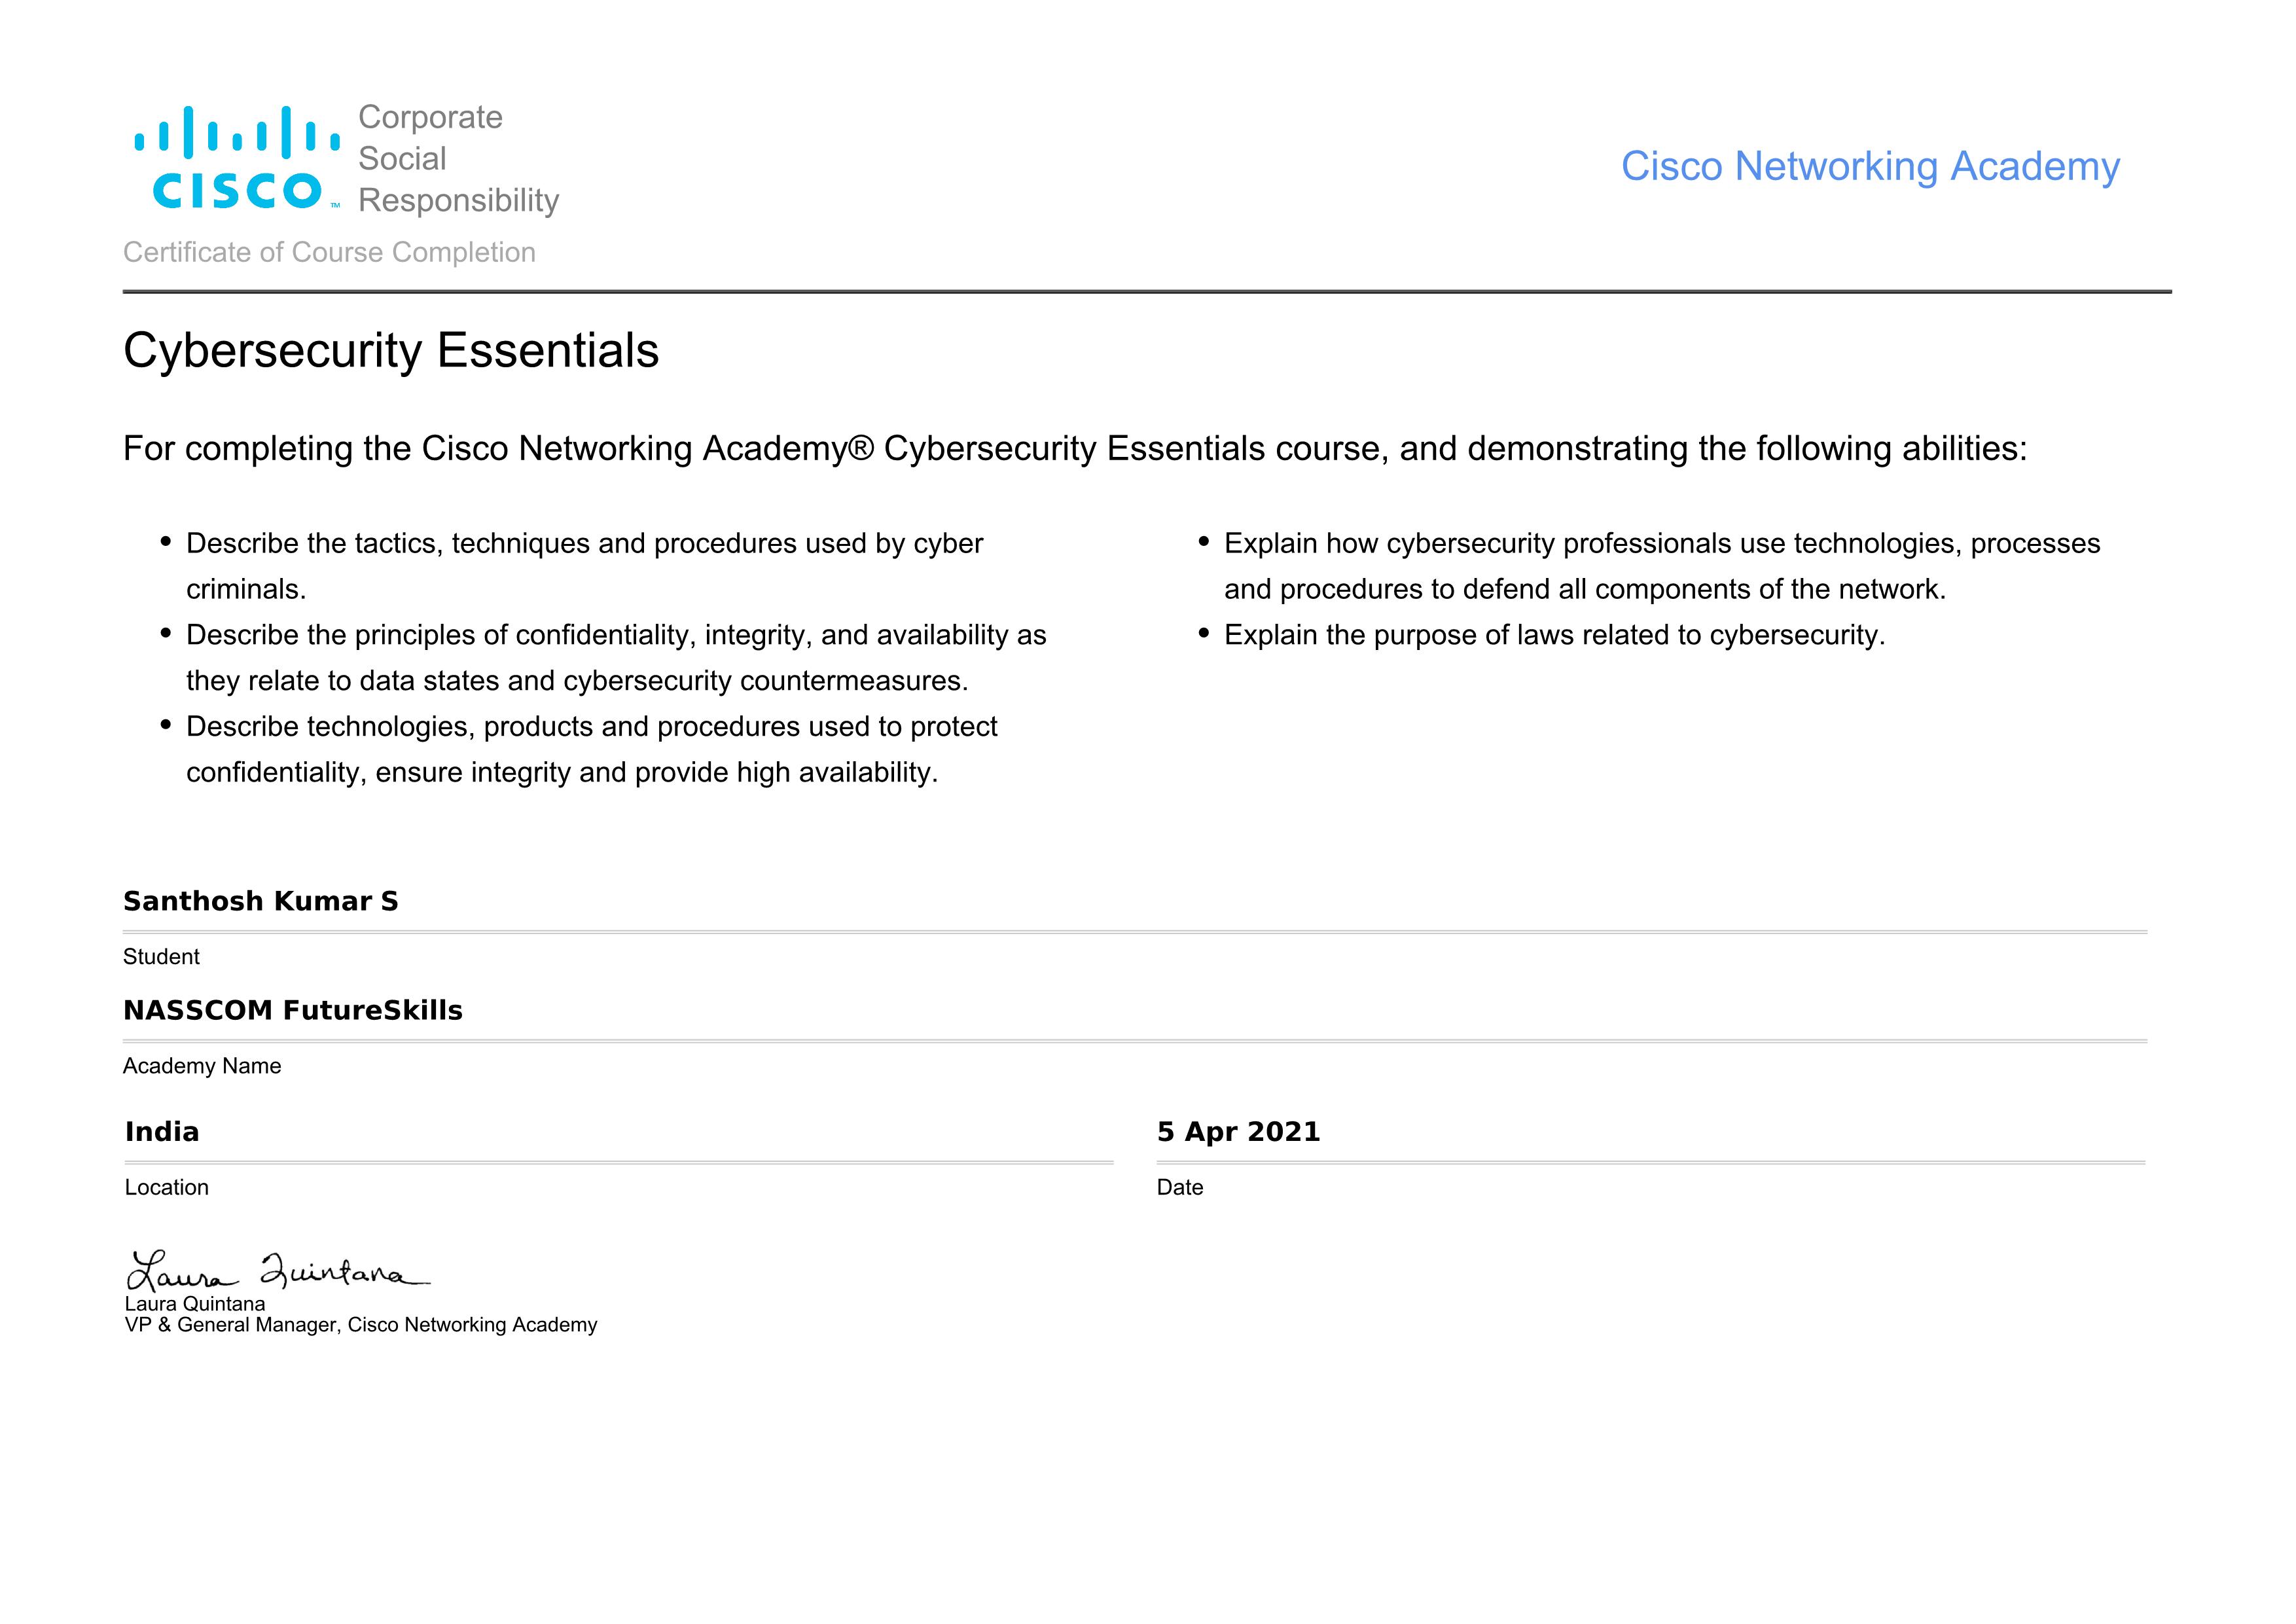 Corporate
Social
Responsibility
CISCO™
Cisco Networking Academy
Certificate of Course Completion
Cybersecurity Essentials
For completing the Cisco Networking Academy® Cybersecurity Essentials course, and demonstrating the following abilities:
• Describe the tactics, techniques and procedures used by cyber
criminals.
• Describe the principles of confidentiality, integrity, and availability as
they relate to data states and cybersecurity countermeasures.
• Describe technologies, products and procedures used to protect
confidentiality, ensure integrity and provide high availability.
• Explain how cybersecurity professionals use technologies, processes
and procedures to defend all components of the network.
• Explain the purpose of laws related to cybersecurity.
Santhosh Kumar S
Student
NASSCOM FutureSkills
Academy Name
India
Location
5 Apr 2021
Date
Laura Quintana
Laura Quintana
VP & General Manager, Cisco Networking Academy